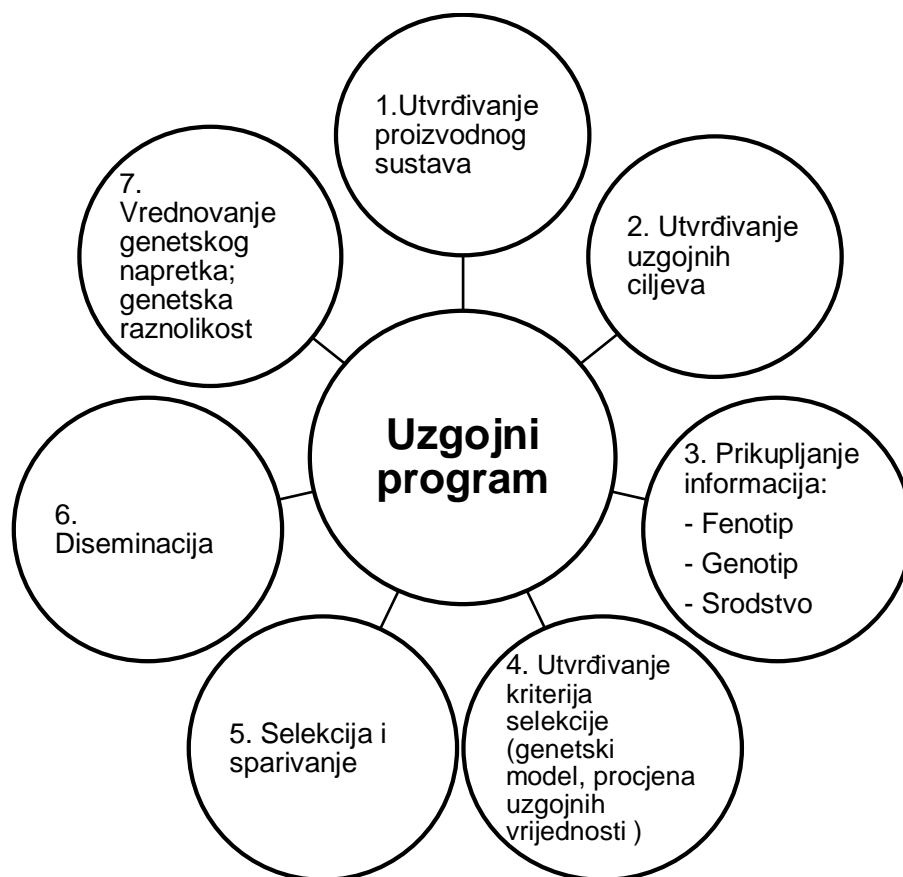 1.Utvrđivanje
proizvodnog
sustava
2. Utvrđivanje
uzgojnih
ciljeva
3. Prikupljanje
informacija:
- Fenotip
- Genotip
- Srodstvo
4. Utvrđivanje
kriterija
selekcije
(genetski
model, procjena
uzgojnih
vrijednosti )
5. Selekcija i
sparivanje
6.
Diseminacija
7.
Vrednovanje
genetskog
napretka;
genetska
raznolikost
Uzgojni
program